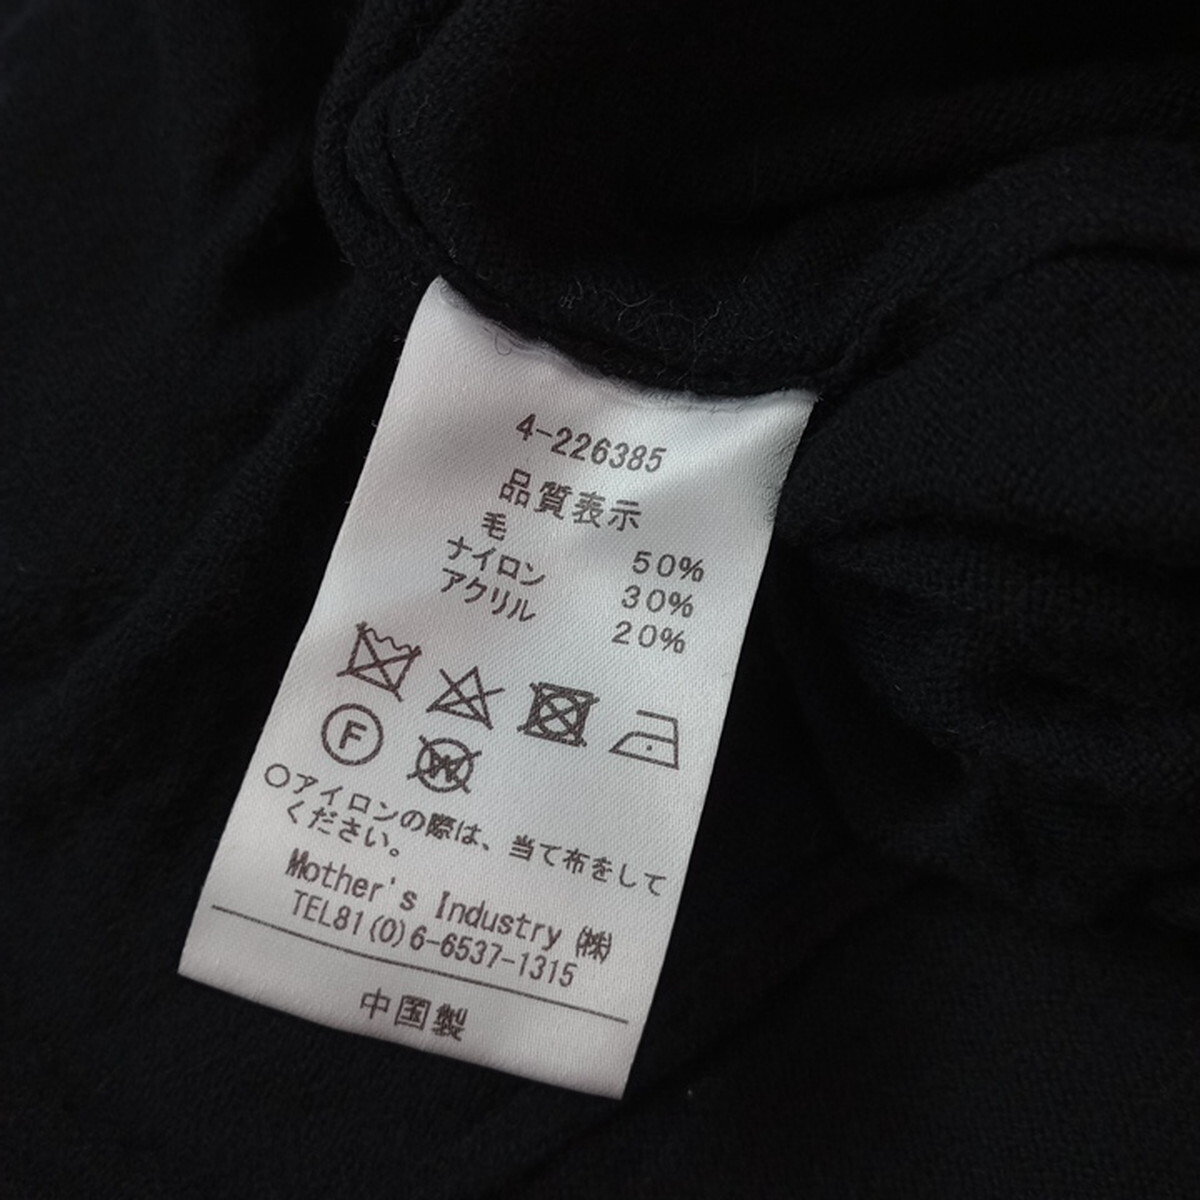 4-226385
品質表示
毛 50%
ナイロン 30%
アクリル 20%
F W
○アイロンの際は、当て布をして
ください。
Mother's Industry ㈱
TEL81(0)6-6537-1315
中国製